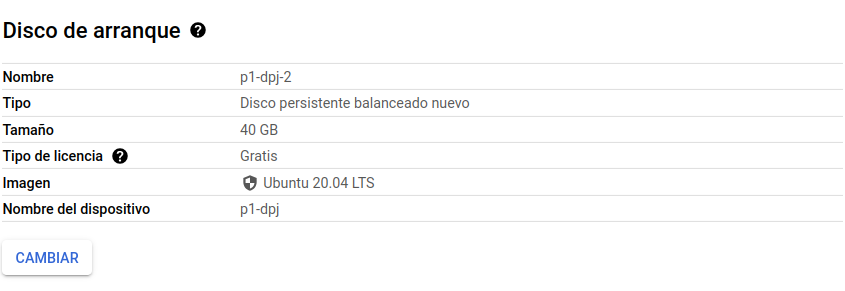 Disco de arranque ?
Nombre p1-dpj-2
Tipo Disco persistente balanceado nuevo
Tamaño 40 GB
Tipo de licencia ? Gratis
Imagen Ubuntu 20.04 LTS
Nombre del dispositivo p1-dpj
CAMBIAR